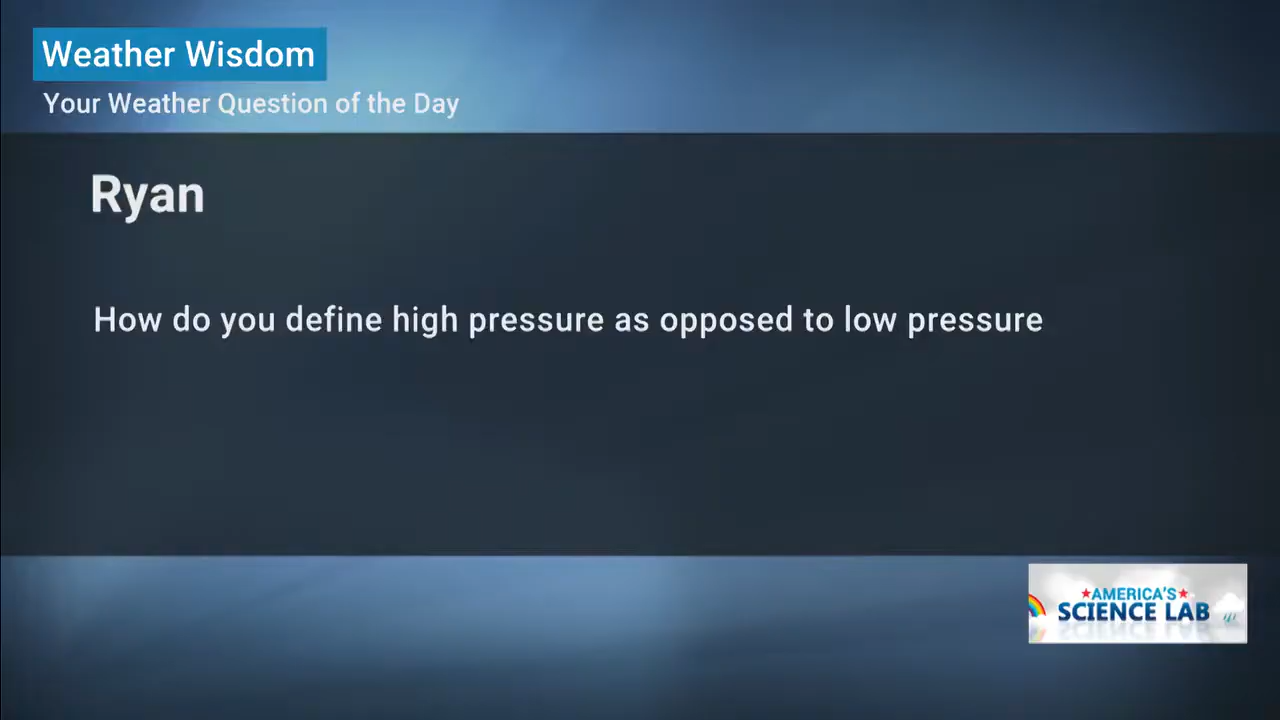 Weather Wisdom
Your Weather Question of the Day
Ryan
How do you define high pressure as opposed to low pressure
AMERICA'S
SCIENCE LAB